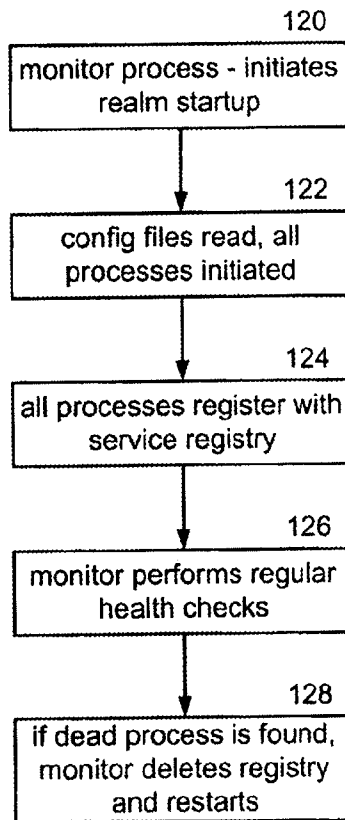 120
monitor process - initiates
realm startup
122
config files read, all
processes initiated
124
all processes register with
service registry
126
monitor performs regular
health checks
128
if dead process is found,
monitor deletes registry
and restarts